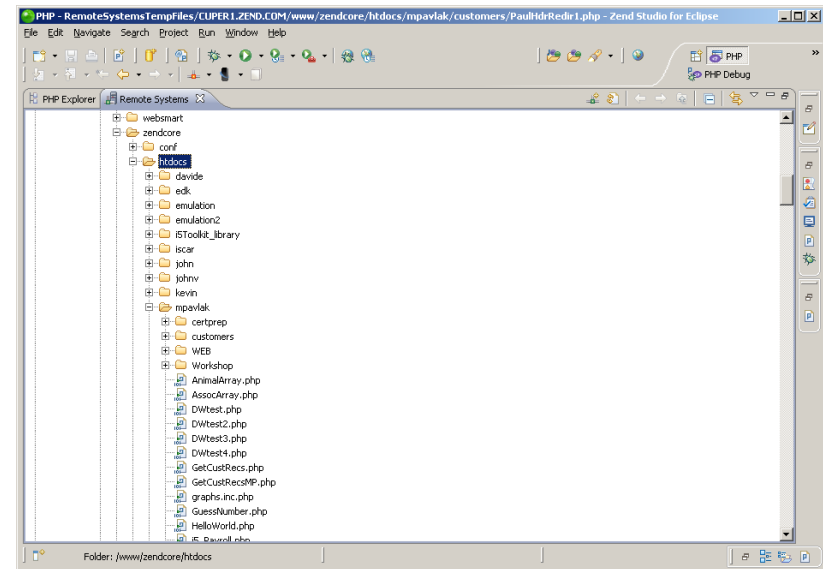 PHP - RemoteSystemsTempFiles/CUPER1.ZEND.COM/www/zendcore/htdocs/mpavlak/customers/PaulHdrRedir1.php - Zend Studio for Eclipse
File Edit Navigate Search Project Run Window Help
PHP
PHP Debug
PHP Explorer Remote Systems
websmart
zendcore
conf
htdocs
davide
edk
emulation
emulation2
i5Toolkit_library
iscar
john
johnv
kevin
mpavlak
certprep
customers
WEB
Workshop
AnimalArray.php
AssocArray.php
DWtest.php
DWtest2.php
DWtest3.php
DWtest4.php
GetCustRecs.php
GetCustRecsMP.php
graphs.inc.php
GuessNumber.php
HelloWorld.php
i5_Payroll.php
Folder: /www/zendcore/htdocs